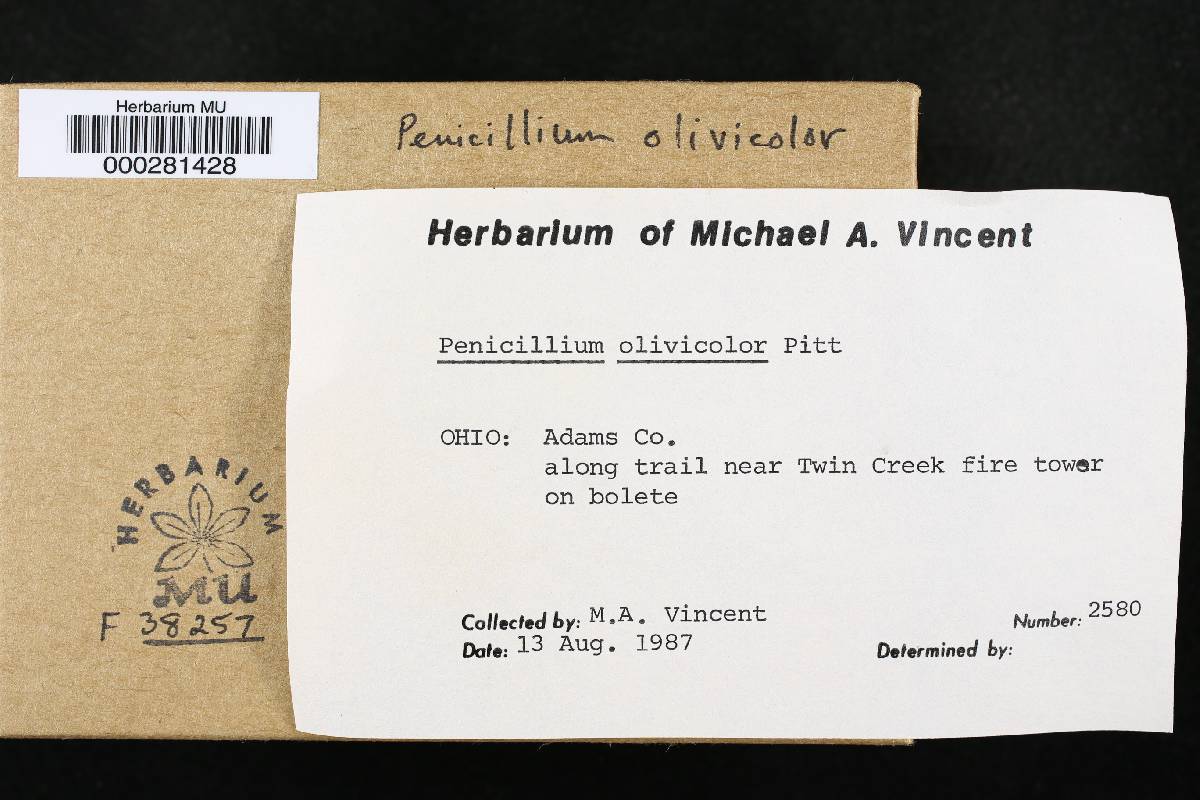 Herbarium MU
000281428
Penicillium olivicolor
Herbarium of Michael A. Vincent
Penicillium olivicolor Pitt
OHIO: Adams Co.
along trail near Twin Creek fire tower
on bolete
HERBARIUM
MU
F 38257
Collected by: M.A. Vincent
Number: 2580
Date: 13 Aug. 1987
Determined by: